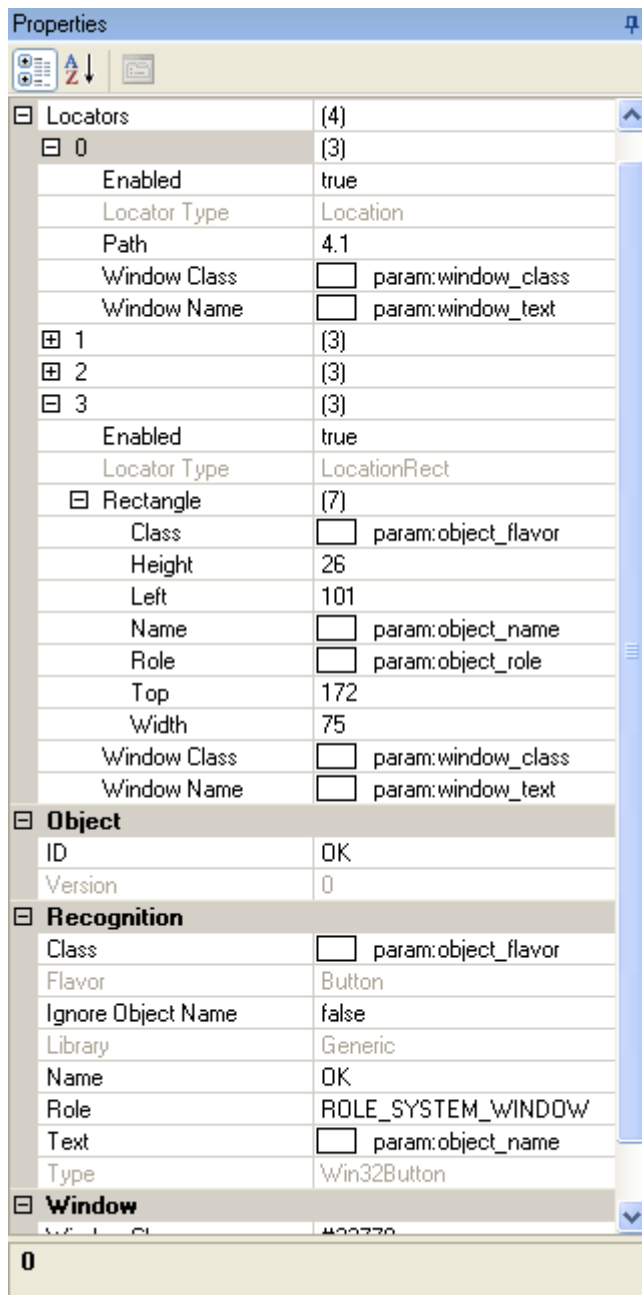 Properties
A
Z
Locators (4)
0 (3)
Enabled true
Locator Type Location
Path 4.1
Window Class param:window_class
Window Name param:window_text
1 (3)
2 (3)
3 (3)
Enabled true
Locator Type LocationRect
Rectangle (7)
Class param:object_flavor
Height 26
Left 101
Name param:object_name
Role param:object_role
Top 172
Width 75
Window Class param:window_class
Window Name param:window_text
Object
ID OK
Version 0
Recognition
Class param:object_flavor
Flavor Button
Ignore Object Name false
Library Generic
Name OK
Role ROLE_SYSTEM_WINDOW
Text param:object_name
Type Win32Button
Window
0